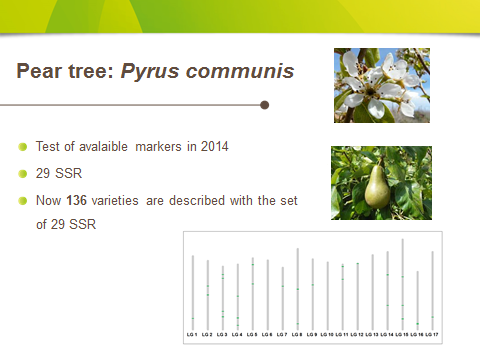 Pear tree: Pyrus communis
Test of avalaible markers in 2014
29 SSR
Now 136 varieties are described with the set
of 29 SSR
LG 1 LG 2 LG 3 LG 4 LG 5 LG 6 LG 7 LG 8 LG 9 LG 10 LG 11 LG 12 LG 13 LG 14 LG 15 LG 16 LG 17